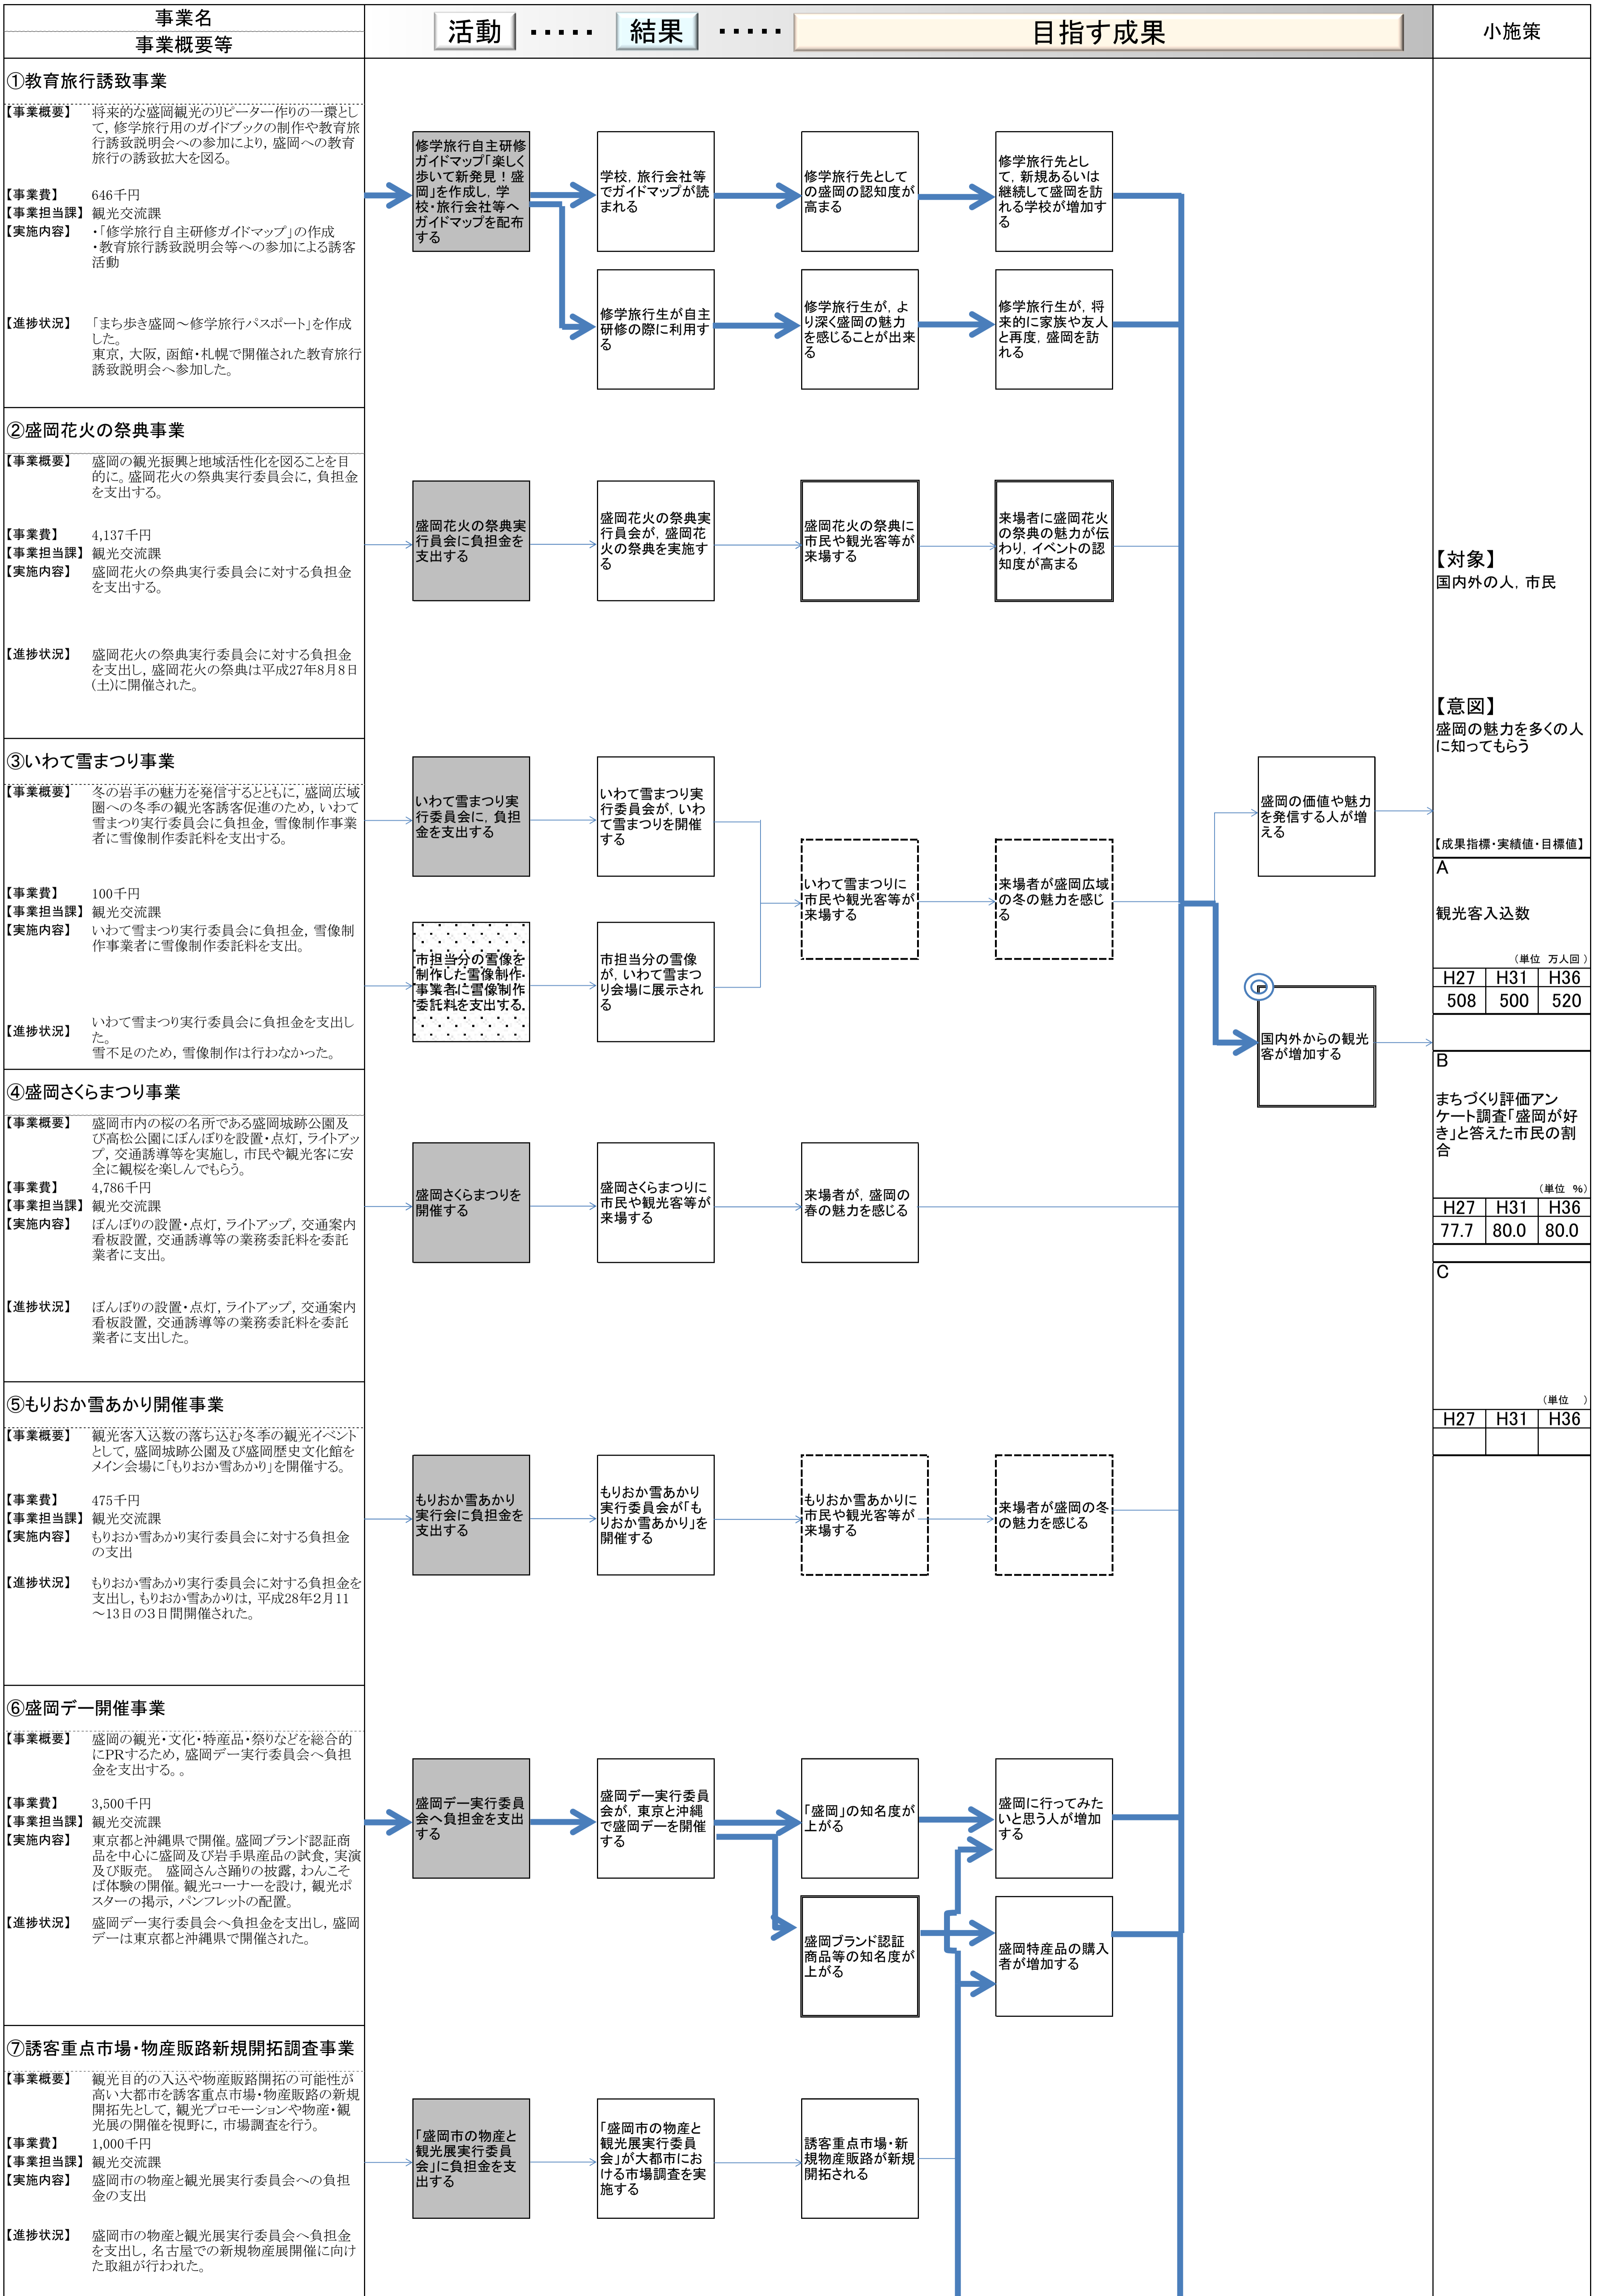 事業名
事業概要等
活動 ····· 結果 ····· 目指す成果
小施策
①教育旅行誘致事業
【事業概要】 将来的な盛岡観光のリピーター作りの一環とし
て，修学旅行用のガイドブックの制作や教育旅
行誘致説明会への参加により，盛岡への教育
旅行の誘致拡大を図る。
【事業費】 646千円
【事業担当課】 観光交流課
【実施内容】 ・「修学旅行自主研修ガイドマップ」の作成
・教育旅行誘致説明会等への参加による誘客
活動
【進捗状況】 「まち歩き盛岡～修学旅行パスポート」を作成
した。
東京，大阪，函館・札幌で開催された教育旅行
誘致説明会へ参加した。
修学旅行自主研修
ガイドマップ「楽しく
歩いて新発見！盛
岡」を作成し，学
校・旅行会社等へ
ガイドマップを配布
する
学校，旅行会社等
でガイドマップが読
まれる
修学旅行先として
の盛岡の認知度が
高まる
修学旅行先とし
て，新規あるいは
継続して盛岡を訪
れる学校が増加す
る
修学旅行生が自主
研修の際に利用す
る
修学旅行生が，よ
り深く盛岡の魅力
を感じることが出来
る
修学旅行生が，将
来的に家族や友人
と再度，盛岡を訪
れる
②盛岡花火の祭典事業
【事業概要】 盛岡の観光振興と地域活性化を図ることを目
的に。盛岡花火の祭典実行委員会に，負担金
を支出する。
【事業費】 4,137千円
【事業担当課】 観光交流課
【実施内容】 盛岡花火の祭典実行委員会に対する負担金
を支出する。
【進捗状況】 盛岡花火の祭典実行委員会に対する負担金
を支出し，盛岡花火の祭典は平成27年8月8日
(土)に開催された。
盛岡花火の祭典実
行員会に負担金を
支出する
盛岡花火の祭典実
行員会が，盛岡花
火の祭典を実施す
る
盛岡花火の祭典に
市民や観光客等が
来場する
来場者に盛岡花火
の祭典の魅力が伝
わり，イベントの認
知度が高まる
③いわて雪まつり事業
【事業概要】 冬の岩手の魅力を発信するとともに，盛岡広域
圏への冬季の観光客誘客促進のため，いわて
雪まつり実行委員会に負担金，雪像制作事業
者に雪像制作委託料を支出する。
【事業費】 100千円
【事業担当課】 観光交流課
【実施内容】 いわて雪まつり実行委員会に負担金，雪像制
作事業者に雪像制作委託料を支出。
【進捗状況】 いわて雪まつり実行委員会に負担金を支出し
た。
雪不足のため，雪像制作は行わなかった。
いわて雪まつり実
行委員会に，負担
金を支出する
いわて雪まつり実
行委員会が，いわ
て雪まつりを開催
する
市担当分の雪像を
制作した雪像制作
事業者に雪像制作
委託料を支出する
市担当分の雪像
が，いわて雪まつ
り会場に展示され
る
いわて雪まつりに
市民や観光客等が
来場する
来場者が盛岡広域
の冬の魅力を感じ
る
盛岡の価値や魅力
を発信する人が増
える
◎
国内外からの観光
客が増加する
④盛岡さくらまつり事業
【事業概要】 盛岡市内の桜の名所である盛岡城跡公園及
び高松公園にぼんぼりを設置・点灯，ライトアッ
プ，交通誘導等を実施し，市民や観光客に安
全に観桜を楽しんでもらう。
【事業費】 4,786千円
【事業担当課】 観光交流課
【実施内容】 ぼんぼりの設置・点灯，ライトアップ，交通案内
看板設置，交通誘導等の業務委託料を委託
業者に支出。
【進捗状況】 ぼんぼりの設置・点灯，ライトアップ，交通案内
看板設置，交通誘導等の業務委託料を委託
業者に支出した。
盛岡さくらまつりを
開催する
盛岡さくらまつりに
市民や観光客等が
来場する
来場者が，盛岡の
春の魅力を感じる
⑤もりおか雪あかり開催事業
【事業概要】 観光客入込数の落ち込む冬季の観光イベント
として，盛岡城跡公園及び盛岡歴史文化館を
メイン会場に「もりおか雪あかり」を開催する。
【事業費】 475千円
【事業担当課】 観光交流課
【実施内容】 もりおか雪あかり実行委員会に対する負担金
の支出
【進捗状況】 もりおか雪あかり実行委員会に対する負担金を
支出し，もりおか雪あかりは，平成28年2月11
～13日の3日間開催された。
もりおか雪あかり
実行会に負担金を
支出する
もりおか雪あかり
実行委員会が「も
りおか雪あかり」を
開催する
もりおか雪あかりに
市民や観光客等が
来場する
来場者が盛岡の冬
の魅力を感じる
⑥盛岡デー開催事業
【事業概要】 盛岡の観光・文化・特産品・祭りなどを総合的
にPRするため，盛岡デー実行委員会へ負担
金を支出する。。
【事業費】 3,500千円
【事業担当課】 観光交流課
【実施内容】 東京都と沖縄県で開催。盛岡ブランド認証商
品を中心に盛岡及び岩手県産品の試食，実演
及び販売。　盛岡さんさ踊りの披露，わんこそ
ば体験の開催。観光コーナーを設け，観光ポ
スターの掲示，パンフレットの配置。
【進捗状況】 盛岡デー実行委員会へ負担金を支出し，盛岡
デーは東京都と沖縄県で開催された。
盛岡デー実行委員
会へ負担金を支出
する
盛岡デー実行委員
会が，東京と沖縄
で盛岡デーを開催
する
「盛岡」の知名度が
上がる
盛岡に行ってみた
いと思う人が増加
する
盛岡ブランド認証
商品等の知名度が
上がる
盛岡特産品の購入
者が増加する
⑦誘客重点市場・物産販路新規開拓調査事業
【事業概要】 観光目的の入込や物産販路開拓の可能性が
高い大都市を誘客重点市場・物産販路の新規
開拓先として，観光プロモーションや物産・観
光展の開催を視野に，市場調査を行う。
【事業費】 1,000千円
【事業担当課】 観光交流課
【実施内容】 盛岡市の物産と観光展実行委員会への負担
金の支出
【進捗状況】 盛岡市の物産と観光展実行委員会へ負担金
を支出し，名古屋での新規物産展開催に向け
た取組が行われた。
「盛岡市の物産と
観光展実行委員
会」に負担金を支
出する
「盛岡市の物産と
観光展実行委員
会」が大都市にお
ける市場調査を実
施する
誘客重点市場・新
規物産販路が新規
開拓される
【対象】
国内外の人，市民
【意図】
盛岡の魅力を多くの人
に知ってもらう
【成果指標・実績値・目標値】
A
観光客入込数
（単位　万人回）
H27 H31 H36
508 500 520
B
まちづくり評価アン
ケート調査「盛岡が好
き」と答えた市民の割
合
（単位　%）
H27 H31 H36
77.7 80.0 80.0
C
（単位　　）
H27 H31 H36